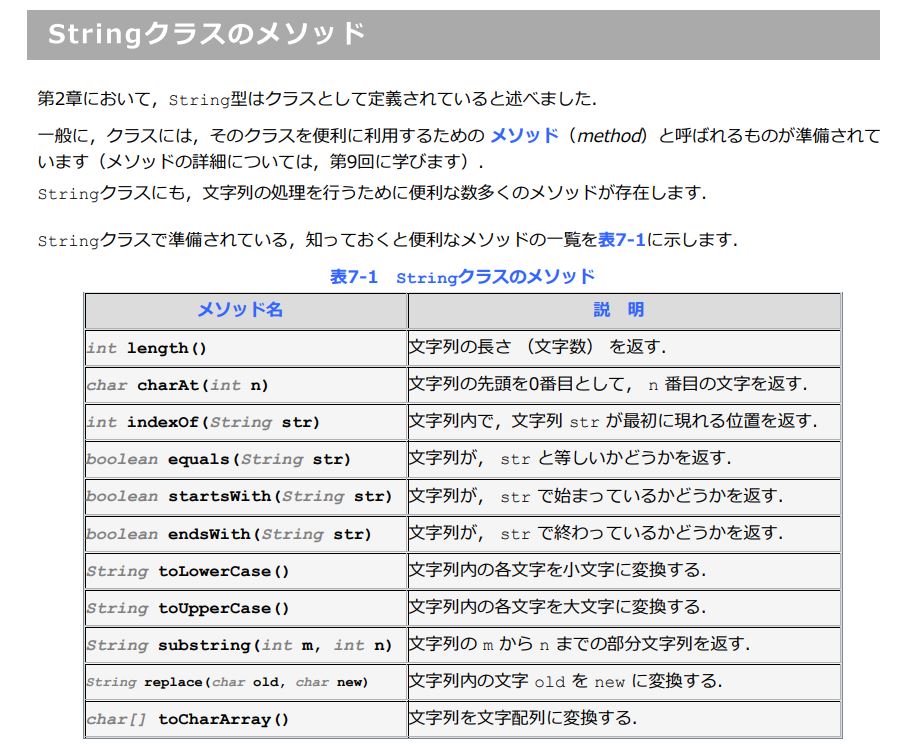 Stringクラスのメソッド
第2章において，String型はクラスとして定義されていると述べました．
一般に，クラスには，そのクラスを便利に利用するための メソッド（method）と呼ばれるものが準備されて
います（メソッドの詳細については，第9回に学びます）．
Stringクラスにも，文字列の処理を行うために便利な数多くのメソッドが存在します．
Stringクラスで準備されている，知っておくと便利なメソッドの一覧を表7-1に示します．
表7-1　Stringクラスのメソッド
メソッド名 説　明
int length() 文字列の長さ （文字数） を返す．
char charAt(int n) 文字列の先頭を0番目として， n 番目の文字を返す．
int indexOf(String str) 文字列内で，文字列 str が最初に現れる位置を返す．
boolean equals(String str) 文字列が， str と等しいかどうかを返す．
boolean startsWith(String str) 文字列が， str で始まっているかどうかを返す．
boolean endsWith(String str) 文字列が， str で終わっているかどうかを返す．
String toLowerCase() 文字列内の各文字を小文字に変換する．
String toUpperCase() 文字列内の各文字を大文字に変換する．
String substring(int m, int n) 文字列の m から n までの部分文字列を返す．
String replace(char old, char new) 文字列内の文字 old を new に変換する．
char[] toCharArray() 文字列を文字配列に変換する．